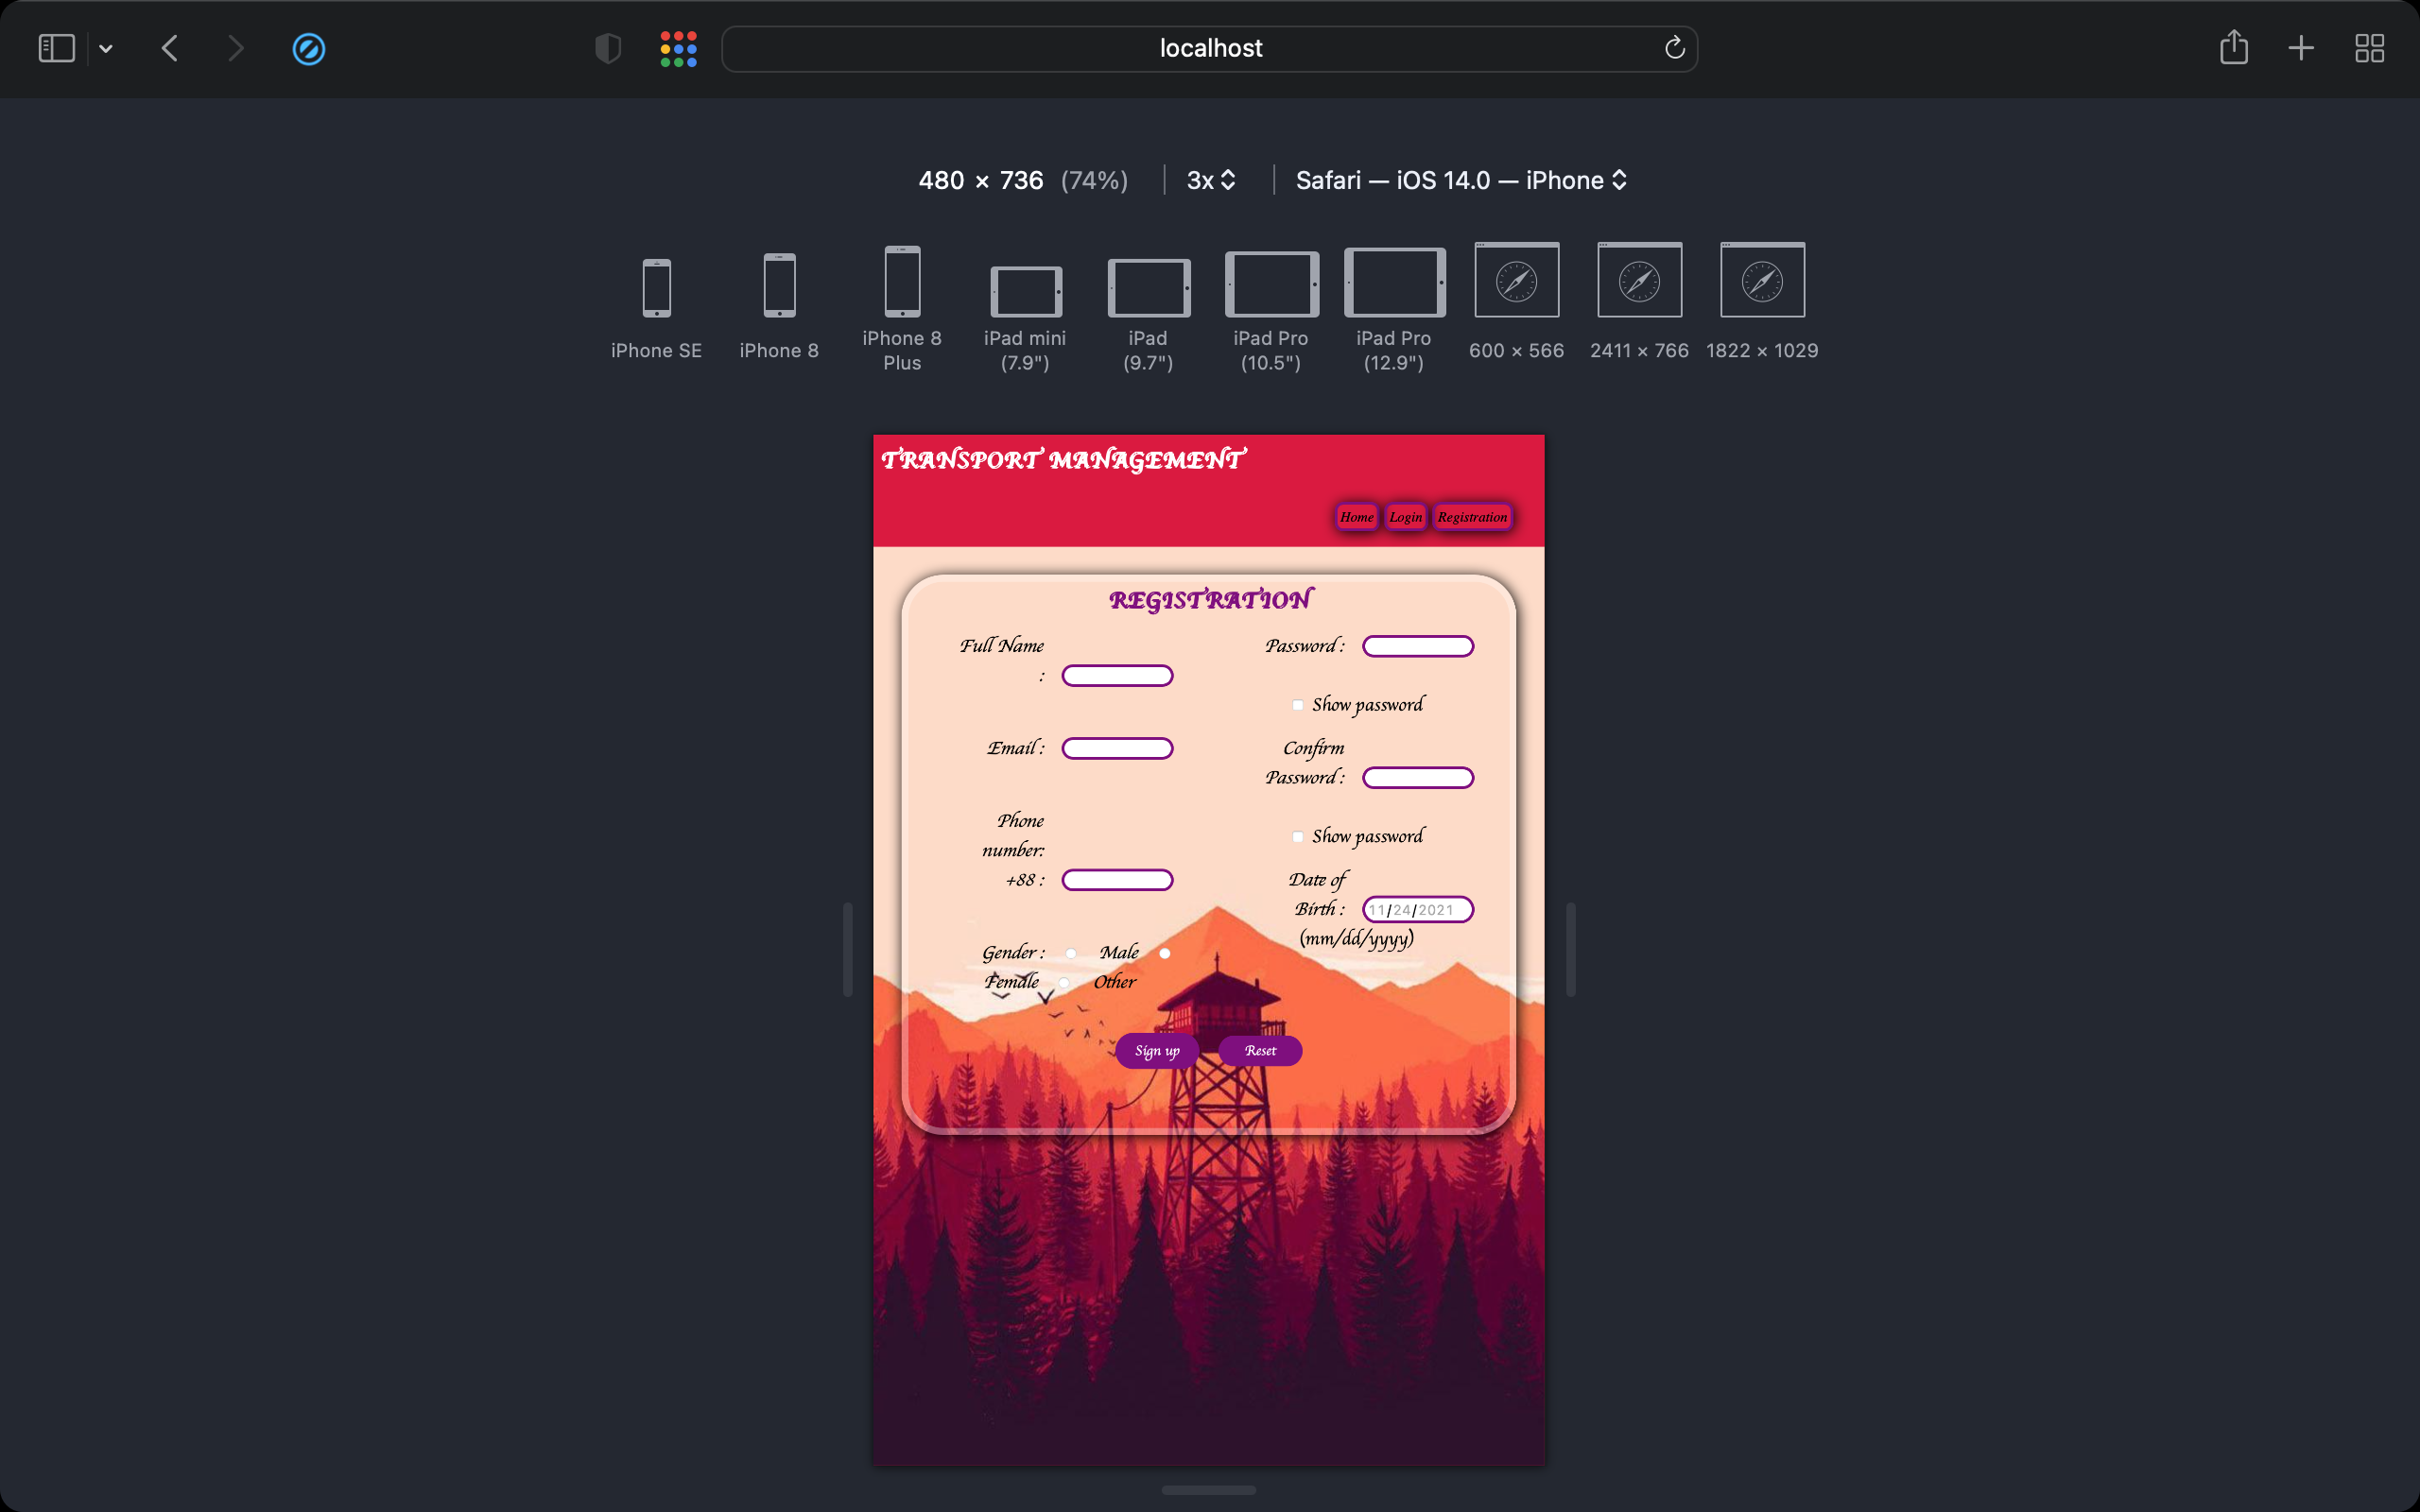 localhost
480 × 736 (74%) 3x Safari — iOS 14.0 — iPhone
iPhone SE
iPhone 8
iPhone 8
Plus
iPad mini
(7.9")
iPad
(9.7")
iPad Pro
(10.5")
iPad Pro
(12.9")
600 × 566
2411 × 766
1822 × 1029
TRANSPORT MANAGEMENT
Home Login Registration
REGISTRATION
Full Name
:
Email :
Phone
number:
+88 :
Gender : Male
Female Other
Password :
Show password
Confirm
Password :
Show password
Date of
Birth : 11/24/2021
(mm/dd/yyyy)
Sign up Reset